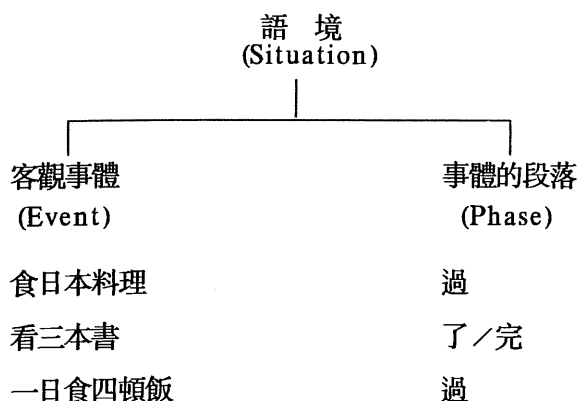 語境
(Situation)
客觀事體 事體的段落
(Event) (Phase)
食日本料理 過
看三本書 了／完
一日食四頓飯 過